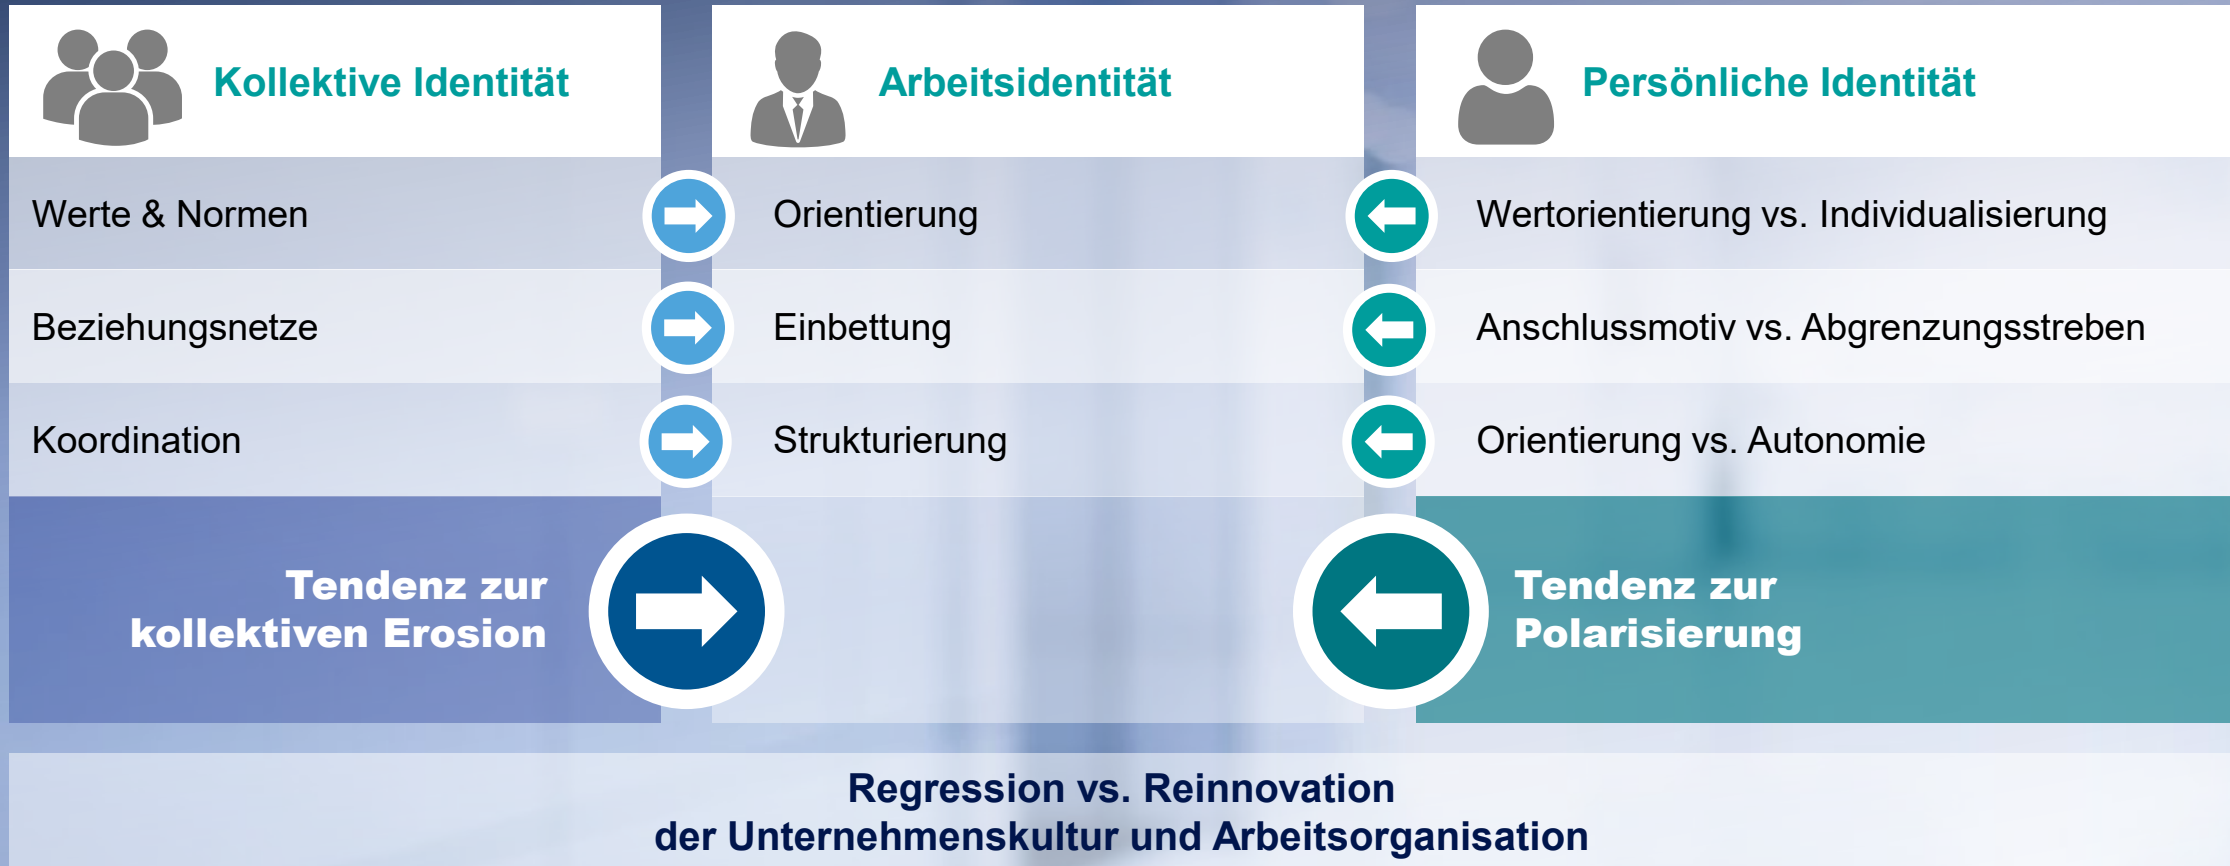 Kollektive Identität
Arbeitsidentität
Persönliche Identität
Werte & Normen
Orientierung
Wertorientierung vs. Individualisierung
Beziehungsnetze
Einbettung
Anschlussmotiv vs. Abgrenzungsstreben
Koordination
Strukturierung
Orientierung vs. Autonomie
Tendenz zur
kollektiven Erosion
Tendenz zur
Polarisierung
Regression vs. Reinnovation
der Unternehmenskultur und Arbeitsorganisation